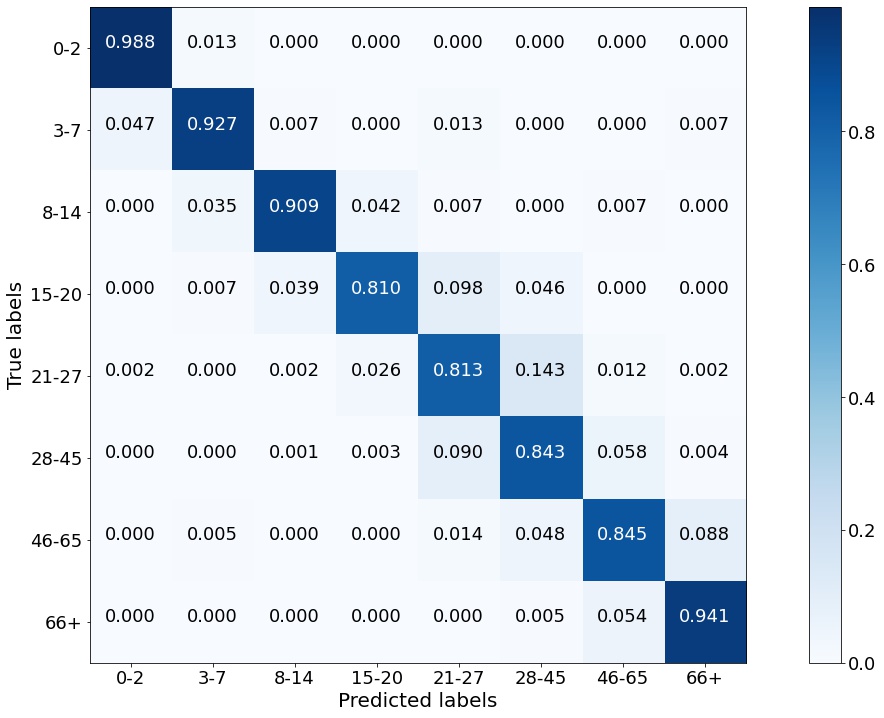 0-2 0.988 0.013 0.000 0.000 0.000 0.000 0.000 0.000
3-7 0.047 0.927 0.007 0.000 0.013 0.000 0.000 0.007
8-14 0.000 0.035 0.909 0.042 0.007 0.000 0.007 0.000
15-20 0.000 0.007 0.039 0.810 0.098 0.046 0.000 0.000
21-27 0.002 0.000 0.002 0.026 0.813 0.143 0.012 0.002
28-45 0.000 0.000 0.001 0.003 0.090 0.843 0.058 0.004
46-65 0.000 0.005 0.000 0.000 0.014 0.048 0.845 0.088
66+ 0.000 0.000 0.000 0.000 0.000 0.005 0.054 0.941
0-2 3-7 8-14 15-20 21-27 28-45 46-65 66+
Predicted labels
True labels
0.8
0.6
0.4
0.2
0.0